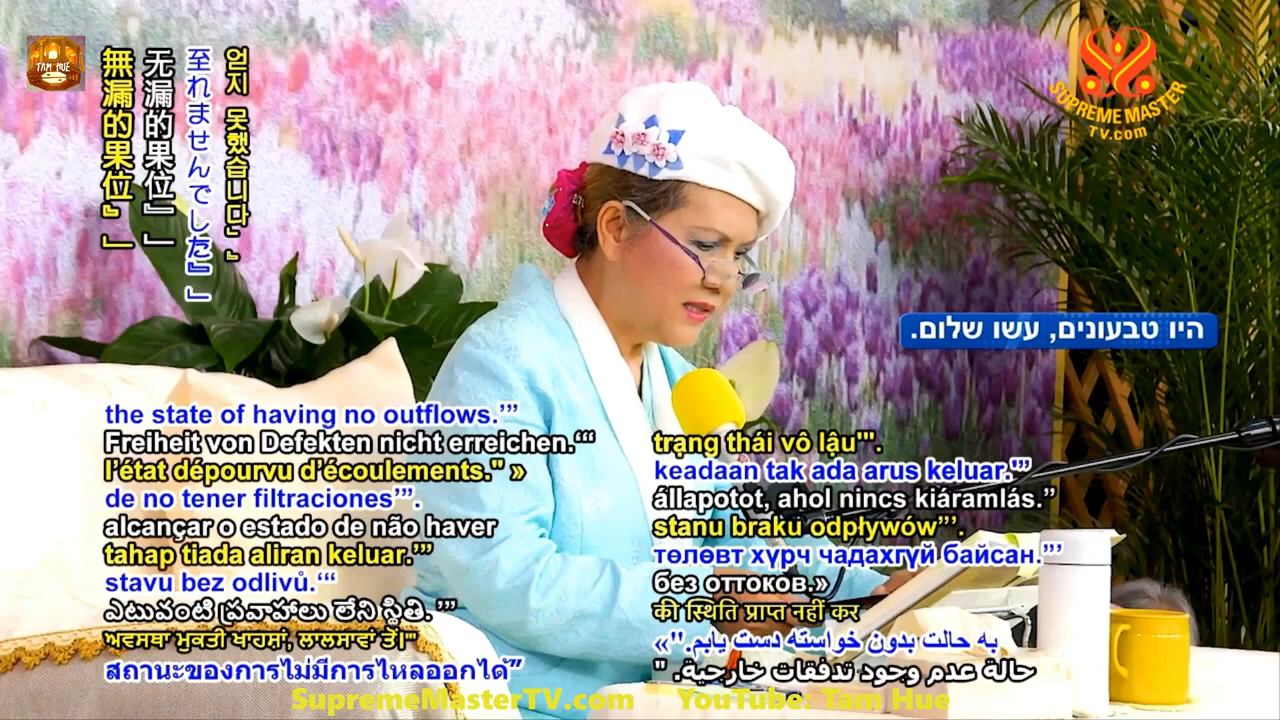 TAM HUE
無漏的果位』」
无漏的果位』」
至れませんでした』」
얻지 못했습니다』」
SUPREME MASTER
TV.com
היו טבעונים, עשו שלום.
the state of having no outflows.’”
Freiheit von Defekten nicht erreichen.‘“
l’état dépourvu d’écoulements." »
de no tener filtraciones’”.
alcançar o estado de não haver
tahap tiada aliran keluar.’”
stavu bez odlivů.‘“
ఎటువంటి ప్రవాహాలు లేని స్థితి.’”
ਅਵਸਥਾ ਮੁਕਤੀ ਖਾਹਸ਼ਾਂ, ਲਾਲਸਾਵਾਂ ਤੋਂ।'"
สถานะของการไม่มีการไหลออกได้”
trạng thái vô lậu'".
keadaan tak ada arus keluar.’”
állapotot, ahol nincs kiáramlás.”
stanu braku odpływów”’.
төлөвт хүрч чадахгүй байсан.”’
без оттоков.»
की स्थिति प्राप्त नहीं कर
به حالت بدون خواسته دست یابم.'"»
حالة عدم وجود تدفقات خارجية. "
SupremeMasterTV.com YouTube: Tam Hue